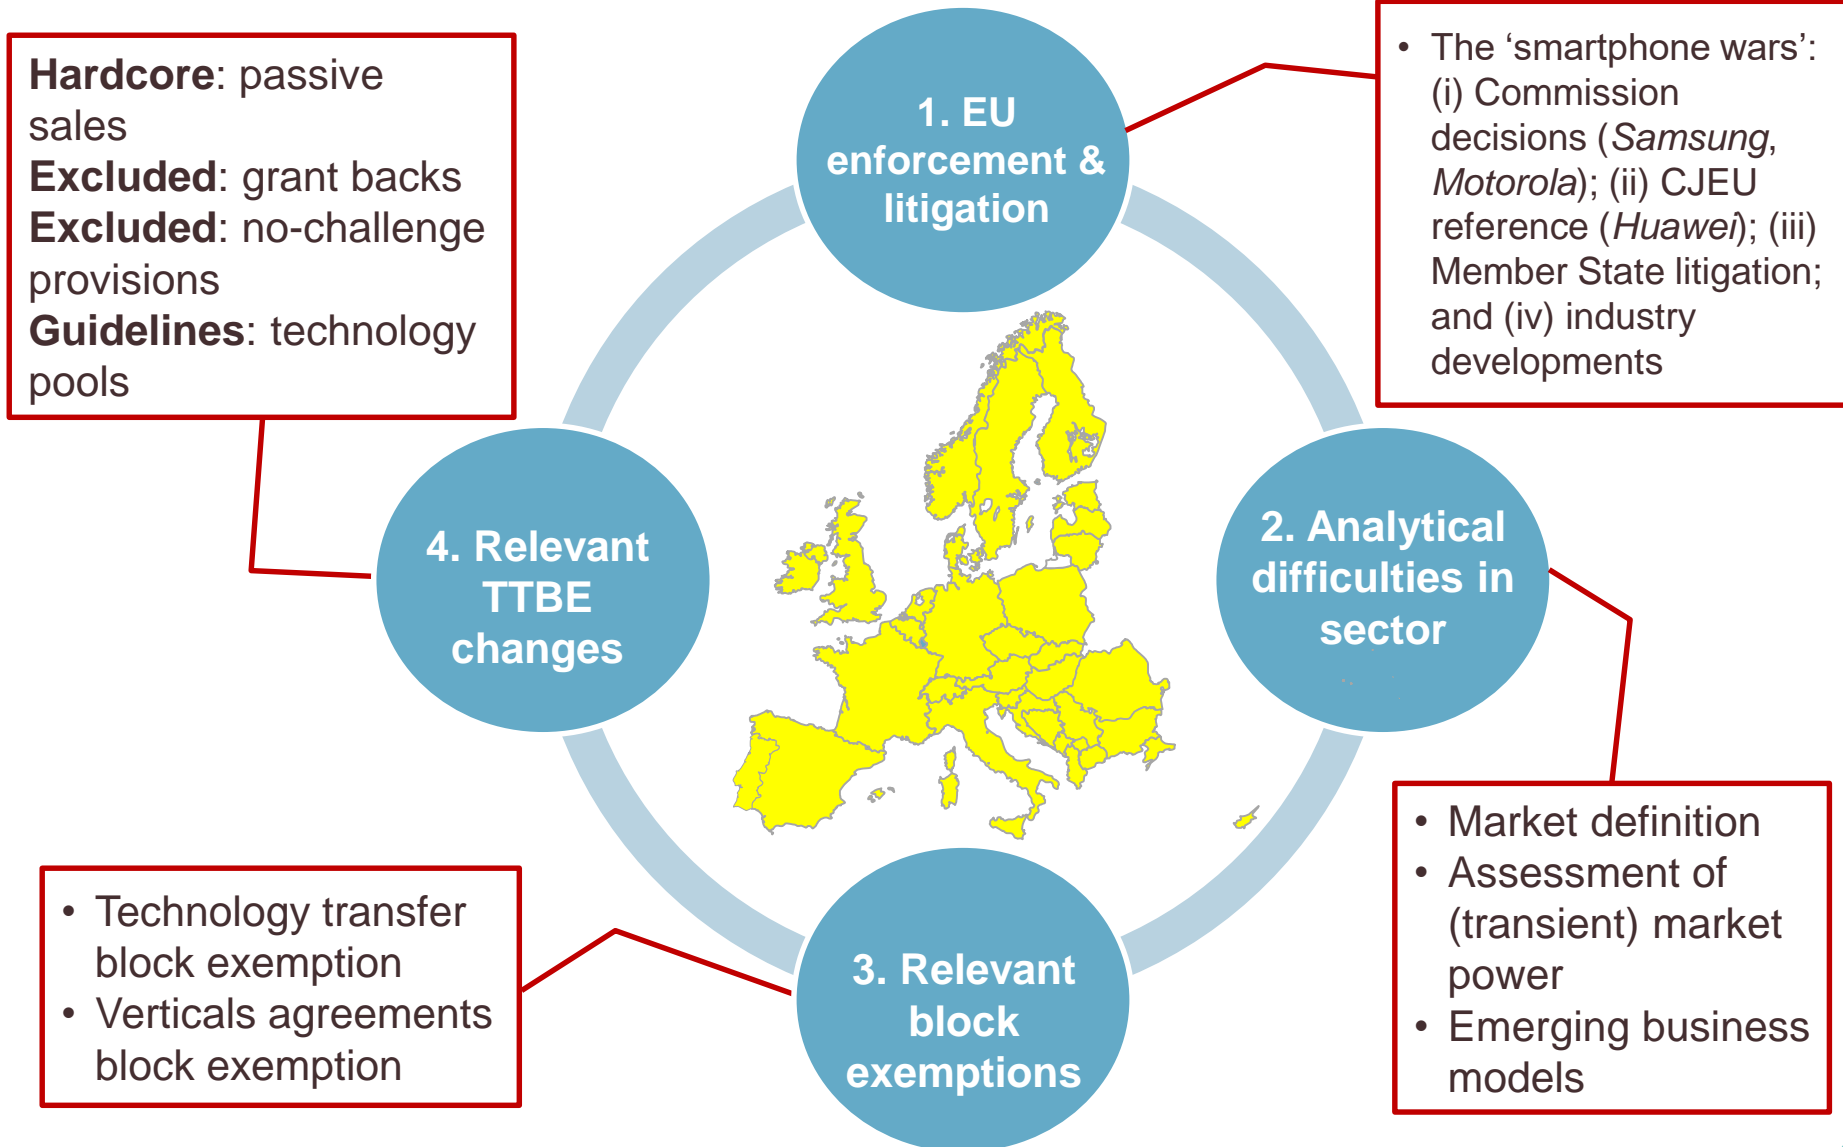 1. EU
enforcement &
litigation
• The ‘smartphone wars’:
(i) Commission
decisions (Samsung,
Motorola); (ii) CJEU
reference (Huawei); (iii)
Member State litigation;
and (iv) industry
developments
2. Analytical
difficulties in
sector
• Market definition
• Assessment of
(transient) market
power
• Emerging business
models
3. Relevant
block
exemptions
• Technology transfer
block exemption
• Verticals agreements
block exemption
4. Relevant
TTBE
changes
Hardcore: passive
sales
Excluded: grant backs
Excluded: no-challenge
provisions
Guidelines: technology
pools